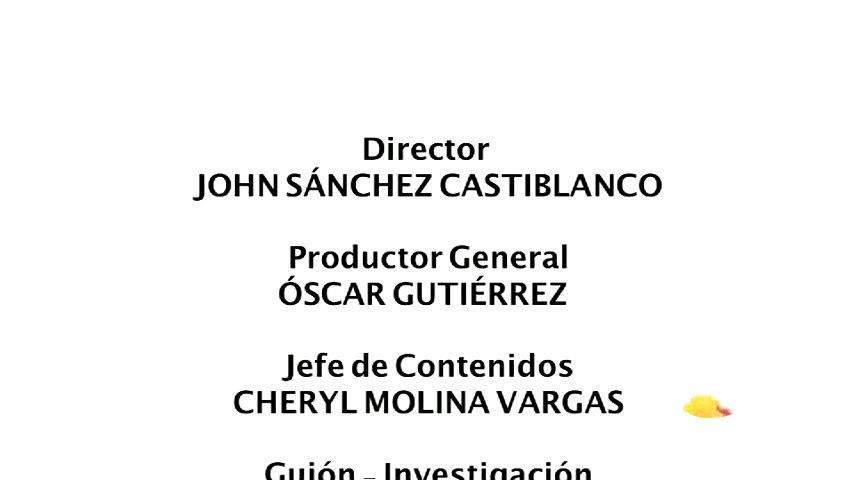 Director
JOHN SÁNCHEZ CASTIBLANCO
Productor General
ÓSCAR GUTIÉRREZ
Jefe de Contenidos
CHERYL MOLINA VARGAS
Guión - Investigación